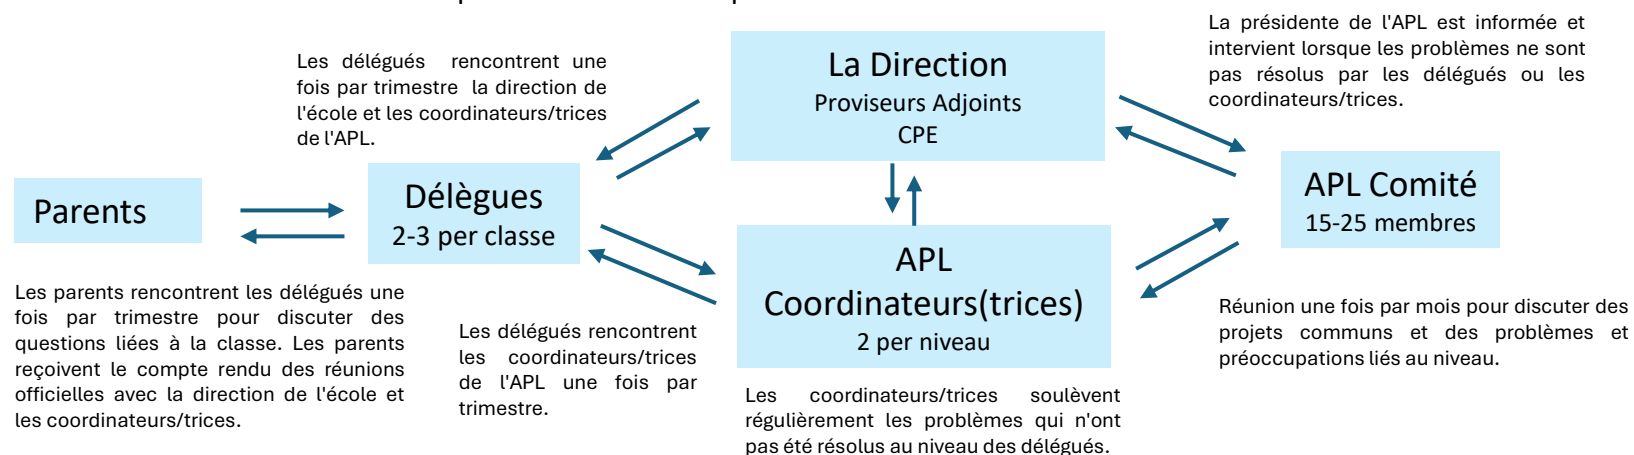 La présidente de l'APL est informée et
intervient lorsque les problèmes ne sont
pas résolus par les délégués ou les
coordinateurs/trices.
Les délégués rencontrent une
fois par trimestre la direction de
l'école et les coordinateurs/trices
de l'APL.
La Direction
Proviseurs Adjoints
CPE
Parents
Délègues
2-3 per classe
APL Comité
15-25 membres
APL
Coordinateurs(trices)
2 per niveau
Les parents rencontrent les délégués une
fois par trimestre pour discuter des
questions liées à la classe. Les parents
reçoivent le compte rendu des réunions
officielles avec la direction de l'école et
les coordinateurs/trices.
Les délégués rencontrent
les coordinateurs/trices
de l'APL une fois par
trimestre.
Les coordinateurs/trices soulèvent
régulièrement les problèmes qui n'ont
pas été résolus au niveau des délégués.
Réunion une fois par mois pour discuter des
projets communs et des problèmes et
préoccupations liés au niveau.